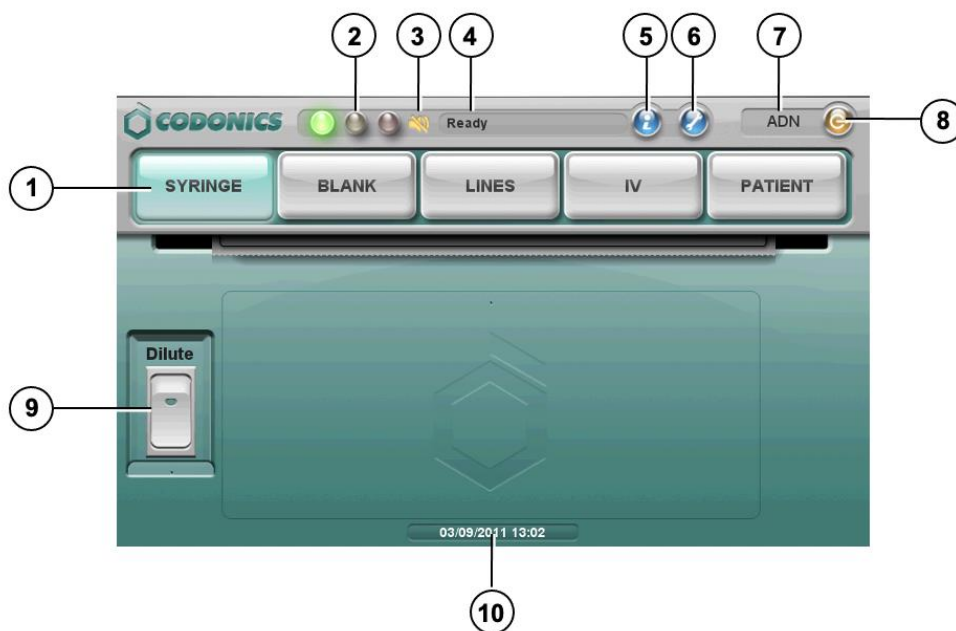 2 3 4 5 6 7
CODONICS Ready ADN 8
1 SYRINGE BLANK LINES IV PATIENT
Dilute
9
03/09/2011 13:02
10